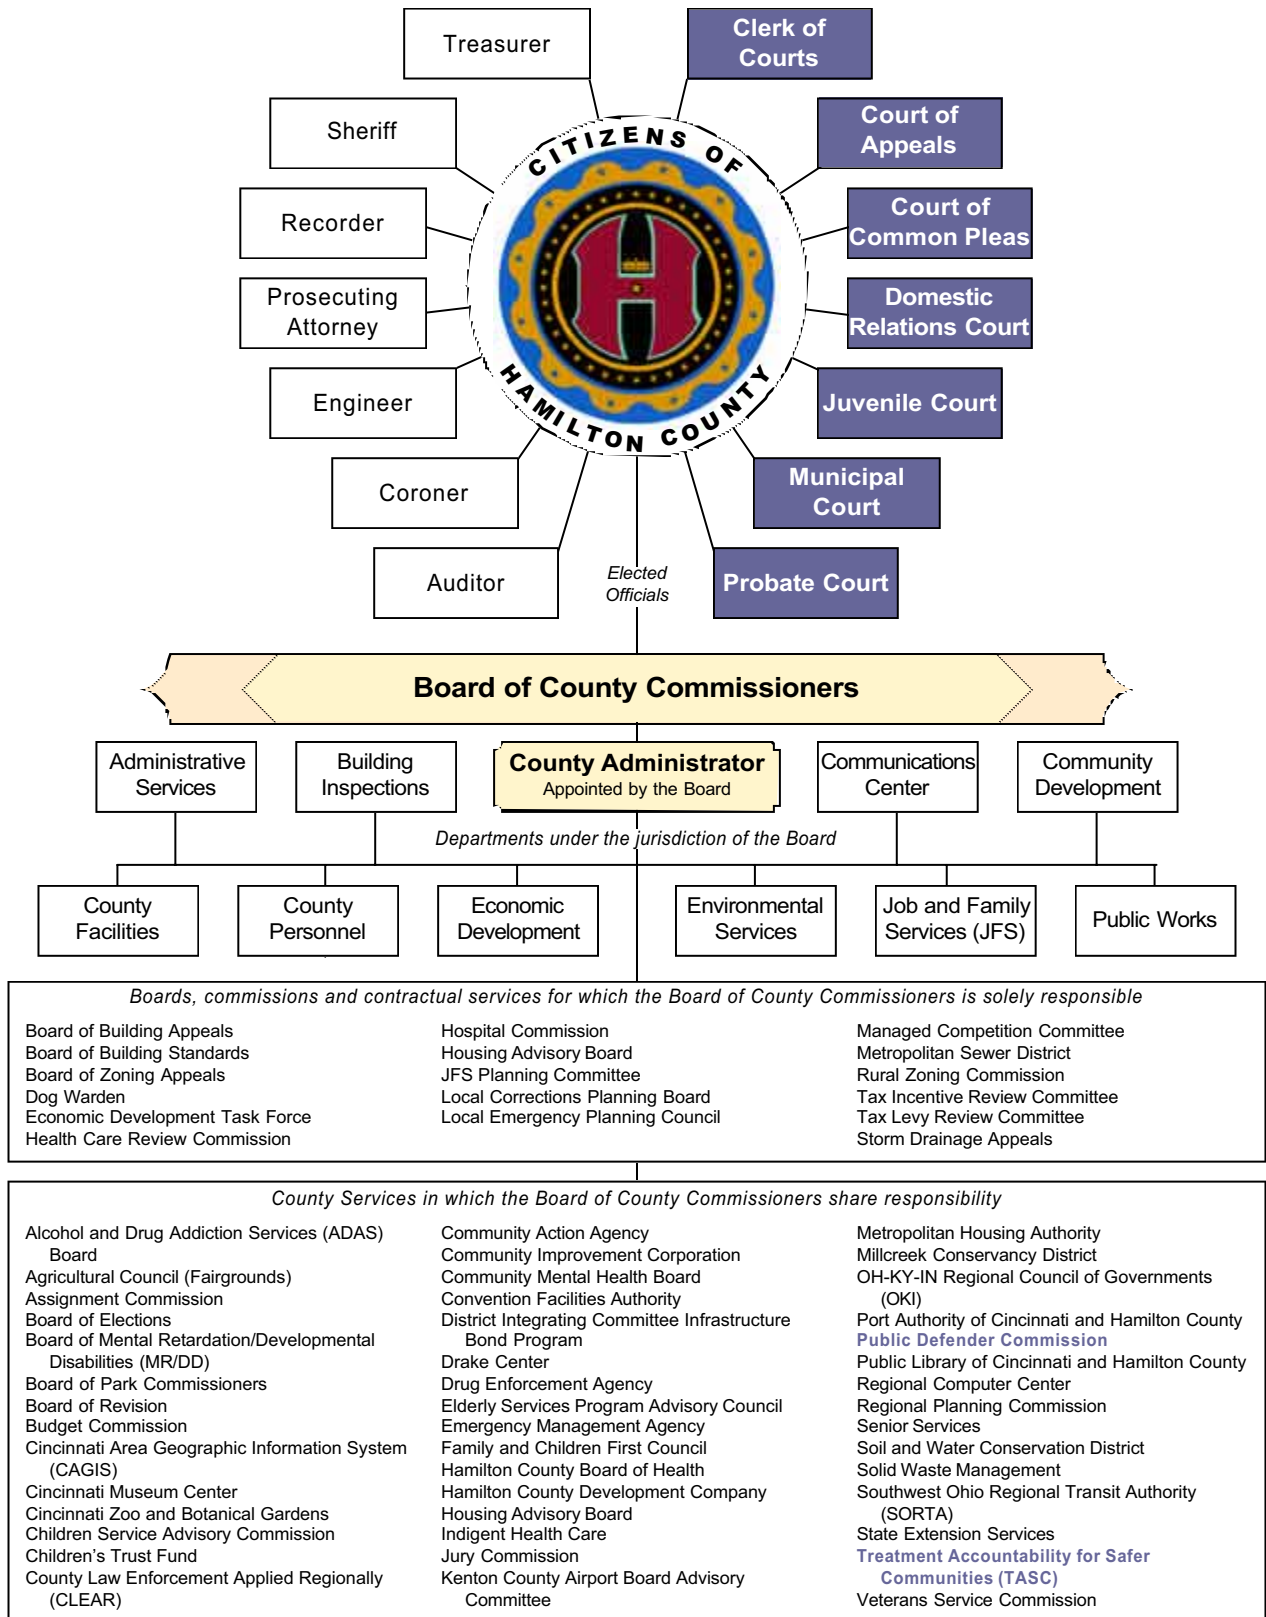 Treasurer
Clerk of
Courts
Sheriff
Court of
Appeals
Recorder
Court of
Common Pleas
Prosecuting
Attorney
Domestic
Relations Court
Engineer
Juvenile Court
Coroner
Municipal
Court
Auditor
Probate Court
CITIZENS OF
HAMILTON COUNTY
H
Elected
Officials
Board of County Commissioners
Administrative
Services
Building
Inspections
County Administrator
Appointed by the Board
Communications
Center
Community
Development
Departments under the jurisdiction of the Board
County
Facilities
County
Personnel
Economic
Development
Environmental
Services
Job and Family
Services (JFS)
Public Works
Boards, commissions and contractual services for which the Board of County Commissioners is solely responsible
Board of Building Appeals
Board of Building Standards
Board of Zoning Appeals
Dog Warden
Economic Development Task Force
Health Care Review Commission
Hospital Commission
Housing Advisory Board
JFS Planning Committee
Local Corrections Planning Board
Local Emergency Planning Council
Managed Competition Committee
Metropolitan Sewer District
Rural Zoning Commission
Tax Incentive Review Committee
Tax Levy Review Committee
Storm Drainage Appeals
County Services in which the Board of County Commissioners share responsibility
Alcohol and Drug Addiction Services (ADAS)
Board
Agricultural Council (Fairgrounds)
Assignment Commission
Board of Elections
Board of Mental Retardation/Developmental
Disabilities (MR/DD)
Board of Park Commissioners
Board of Revision
Budget Commission
Cincinnati Area Geographic Information System
(CAGIS)
Cincinnati Museum Center
Cincinnati Zoo and Botanical Gardens
Children Service Advisory Commission
Children's Trust Fund
County Law Enforcement Applied Regionally
(CLEAR)
Community Action Agency
Community Improvement Corporation
Community Mental Health Board
Convention Facilities Authority
District Integrating Committee Infrastructure
Bond Program
Drake Center
Drug Enforcement Agency
Elderly Services Program Advisory Council
Emergency Management Agency
Family and Children First Council
Hamilton County Board of Health
Hamilton County Development Company
Housing Advisory Board
Indigent Health Care
Jury Commission
Kenton County Airport Board Advisory
Committee
Metropolitan Housing Authority
Millcreek Conservancy District
OH-KY-IN Regional Council of Governments
(OKI)
Port Authority of Cincinnati and Hamilton County
Public Defender Commission
Public Library of Cincinnati and Hamilton County
Regional Computer Center
Regional Planning Commission
Senior Services
Soil and Water Conservation District
Solid Waste Management
Southwest Ohio Regional Transit Authority
(SORTA)
State Extension Services
Treatment Accountability for Safer
Communities (TASC)
Veterans Service Commission